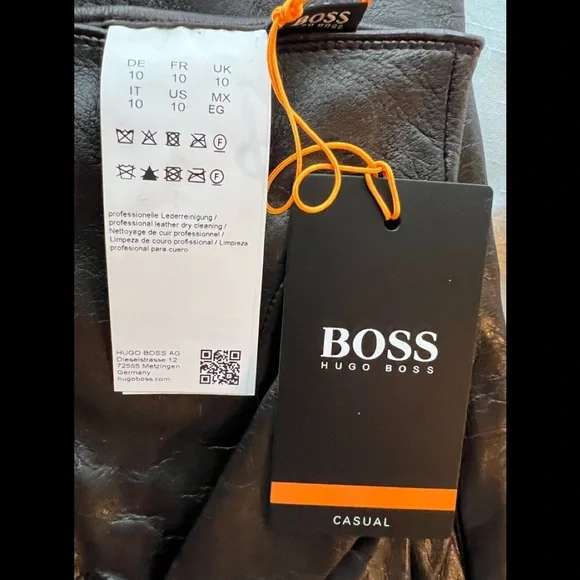 BOSS
HUGO BOSS
DE FR UK
10 10 10
IT US MX
10 10 EG
F
F
professionelle Lederreinigung /
professional leather dry cleaning /
Nettoyage de cuir professionnel /
Limpeza de couro profissional / Limpieza
profesional para cuero
HUGO BOSS AG
Dieselstrasse 12
72555 Metzingen
Germany
hugoboss.com
BOSS
HUGO BOSS
CASUAL